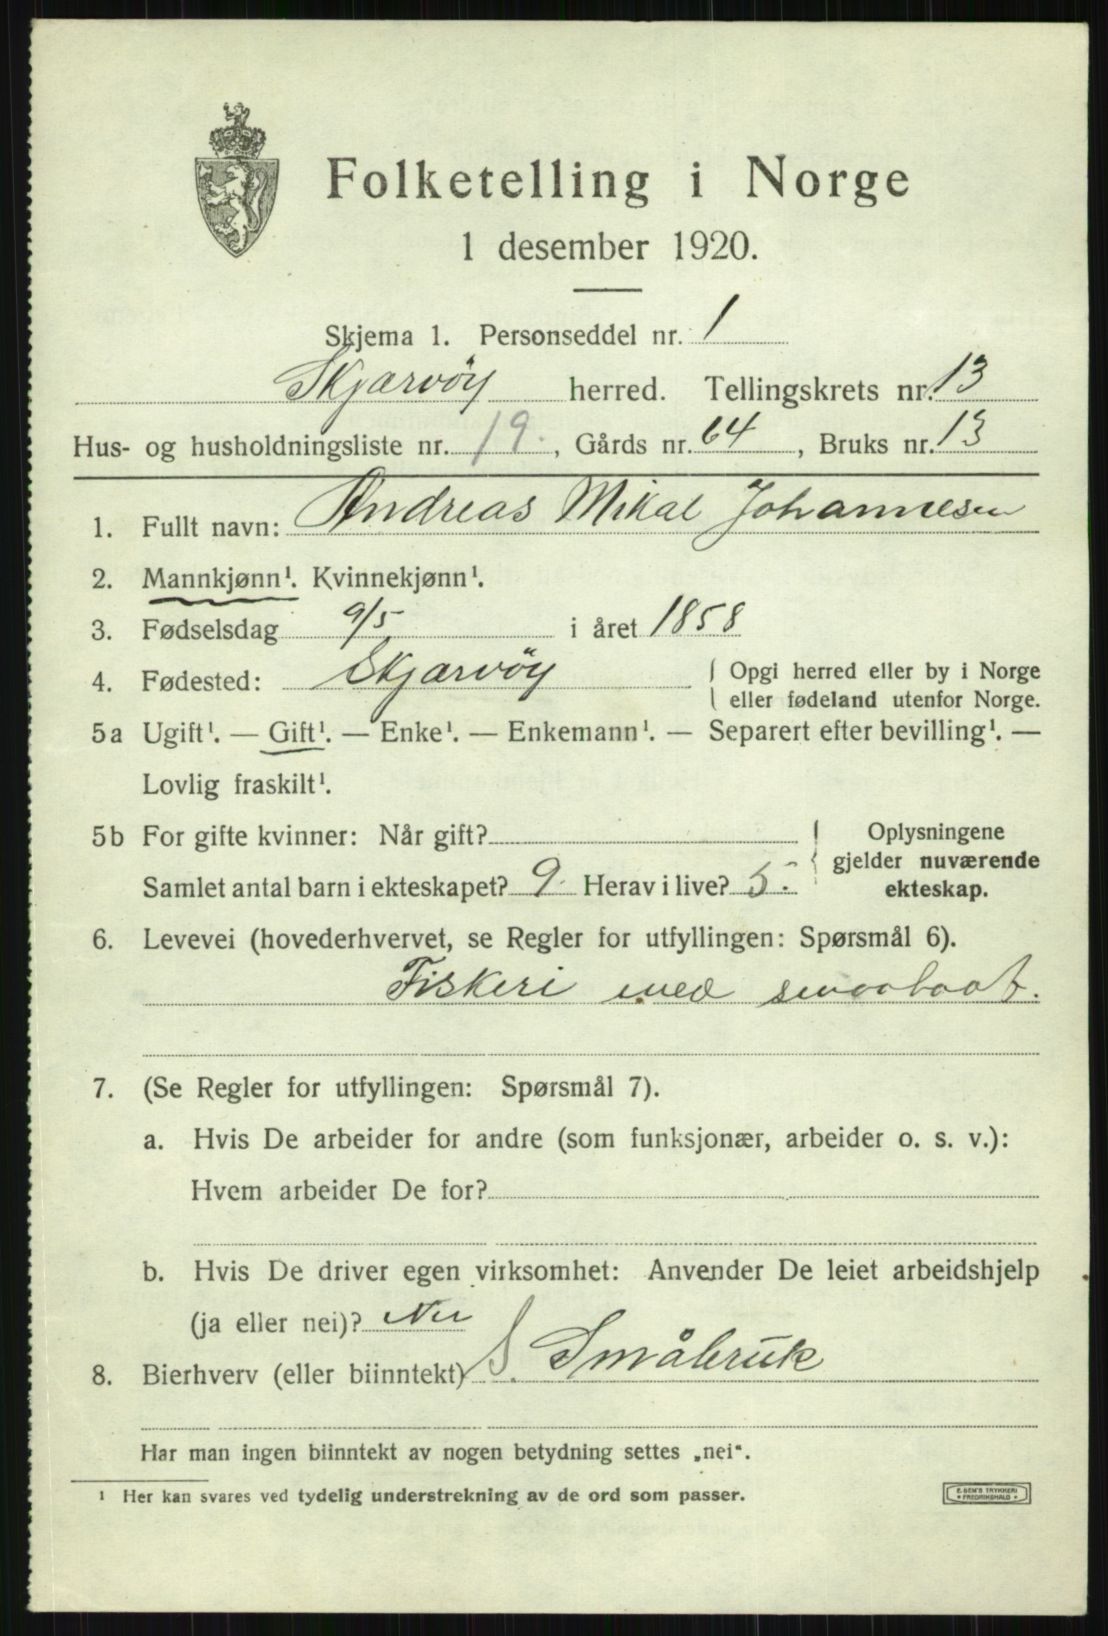 Folketelling i Norge
1 desember 1920.
Skjema 1. Personseddel nr. 1
Skjærvöy herred. Tellingskrets nr. 13
Hus- og husholdningsliste nr. 19. , Gårds nr. 64 , Bruks nr. 13
1. Fullt navn: Andreas Mikal Johannesen
2. Mannkjønn¹. Kvinnekjønn¹.
3. Fødselsdag 9/5 i året 1858
4. Fødested: Skjærvöy
Opgi herred eller by i Norge
eller fødeland utenfor Norge.
5a Ugift¹. — Gift¹. — Enke¹. — Enkemann¹. — Separert efter bevilling¹. —
Lovlig fraskilt¹.
5b For gifte kvinner: Når gift?
Samlet antal barn i ekteskapet? 9. Herav i live? 5.
Oplysningene
gjelder nuværende
ekteskap.
6. Levevei (hovederhvervet, se Regler for utfyllingen: Spørsmål 6).
Fiskeri med smaabaat.
7. (Se Regler for utfyllingen: Spørsmål 7).
a. Hvis De arbeider for andre (som funksjonær, arbeider o. s. v.):
Hvem arbeider De for?
b. Hvis De driver egen virksomhet: Anvender De leiet arbeidshjelp
(ja eller nei)? Nei
8. Bierhverv (eller biinntekt) S. Småbruk
Har man ingen biinntekt av nogen betydning settes „nei“.
¹ Her kan svares ved tydelig understrekning av de ord som passer.
E. SEM'S TRYKKERI
FREDRIKSHALD